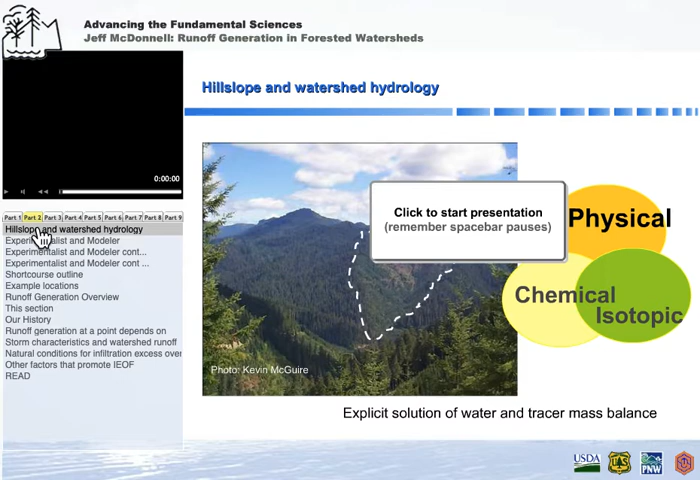 Advancing the Fundamental Sciences
Jeff McDonnell: Runoff Generation in Forested Watersheds
Hillslope and watershed hydrology
0:00:00
Part 1 Part 2 Part 3 Part 4 Part 5 Part 6 Part 7 Part 8 Part 9
Hillslope and watershed hydrology
Experimentalist and Modeler
Experimentalist and Modeler cont...
Experimentalist and Modeler cont ...
Shortcourse outline
Example locations
Runoff Generation Overview
This section
Our History
Runoff generation at a point depends on
Storm characteristics and watershed runoff
Natural conditions for infiltration excess over
Other factors that promote IEOF
READ
Click to start presentation
(remember spacebar pauses)
Physical
Chemical
Isotopic
Photo: Kevin McGuire
Explicit solution of water and tracer mass balance
USDA
PNW